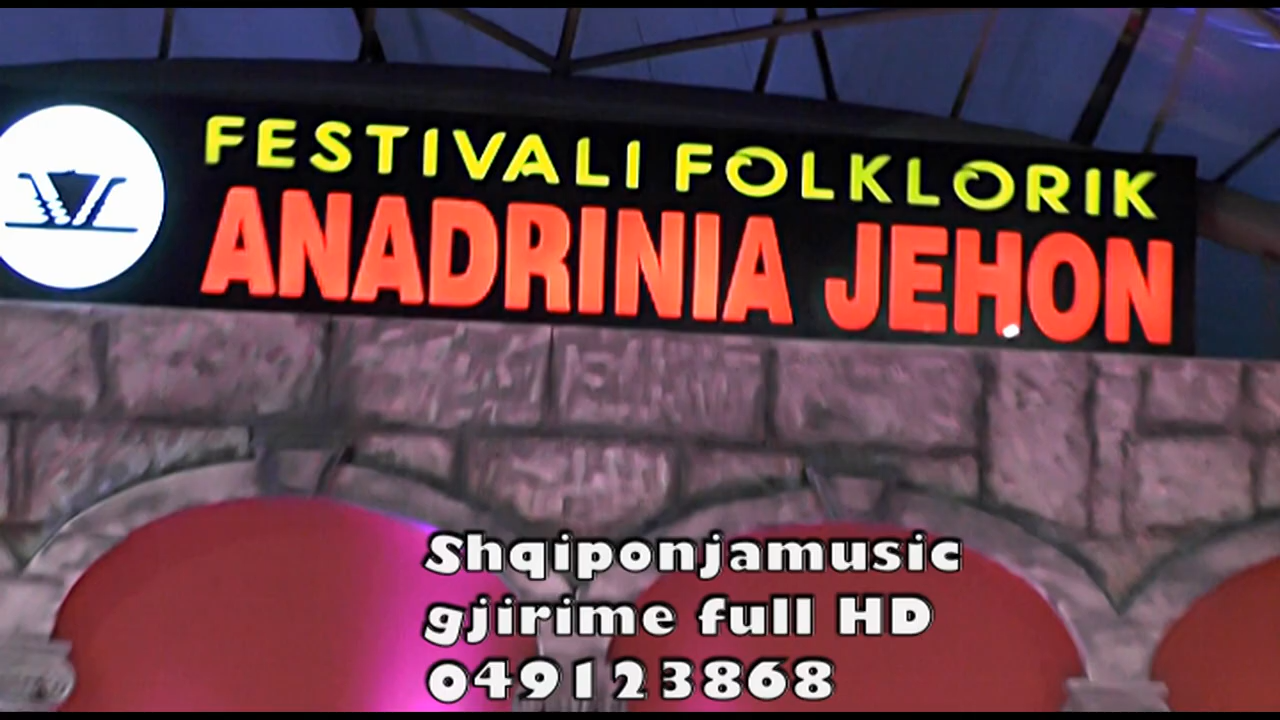 FESTIVALI FOLKLORIK
ANADRINIA JEHON
Shqiponjamusic
gjirime full HD
049123868